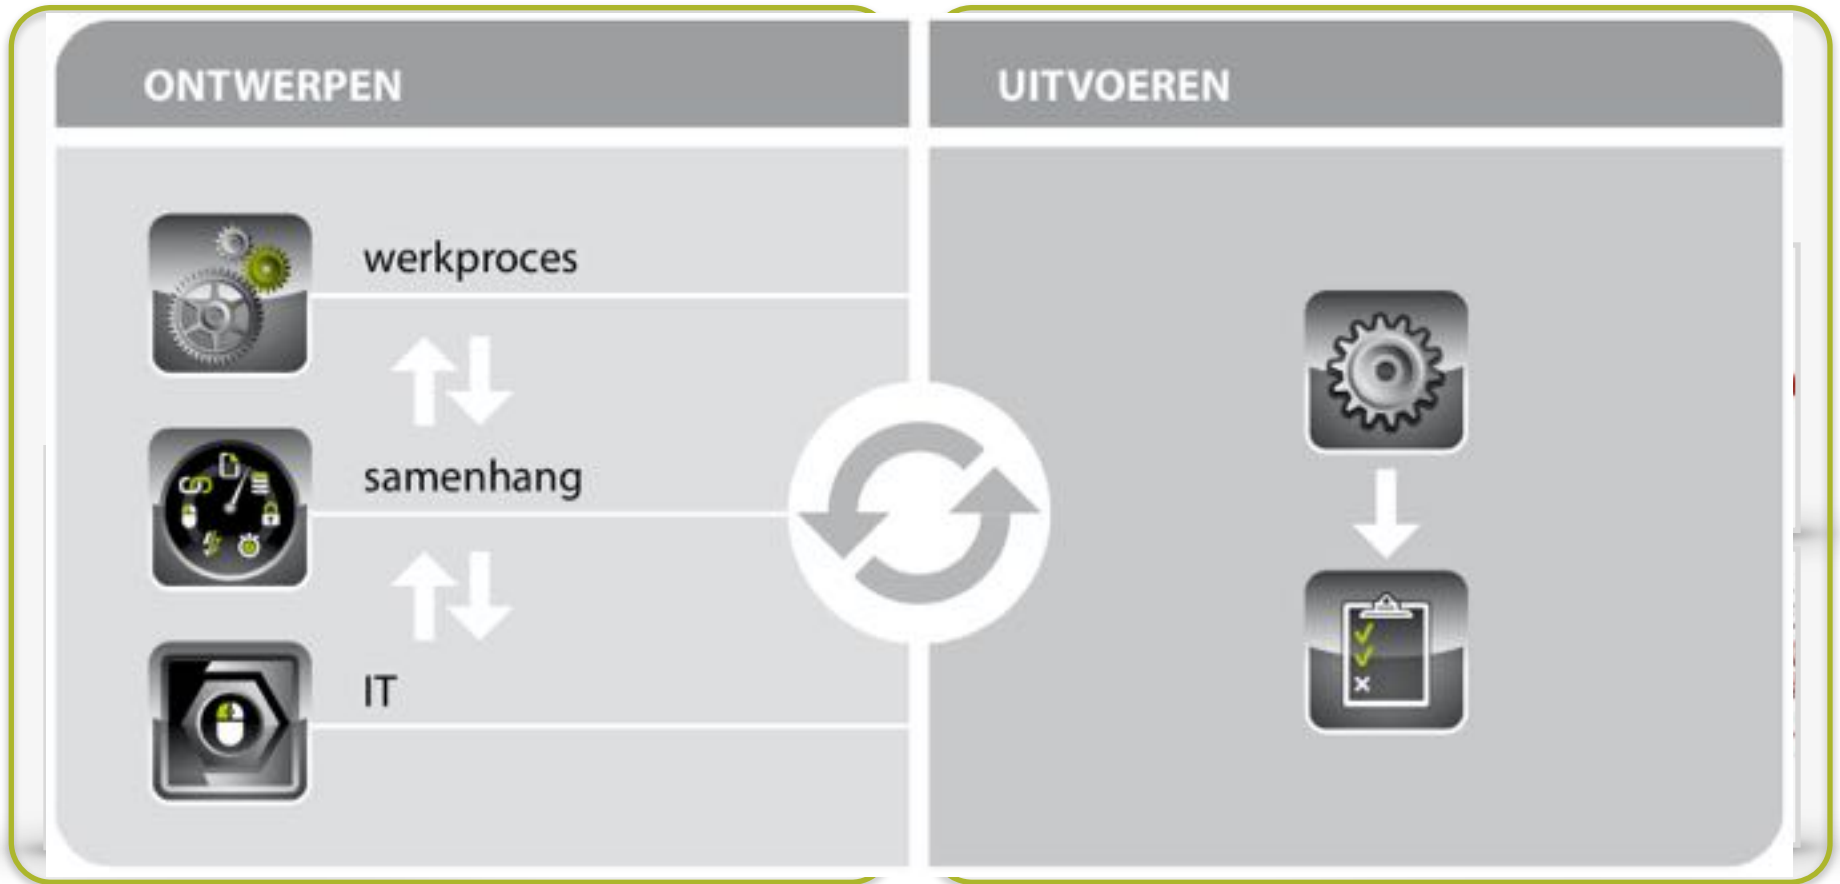 ONTWERPEN
werkproces
samenhang
IT
UITVOEREN